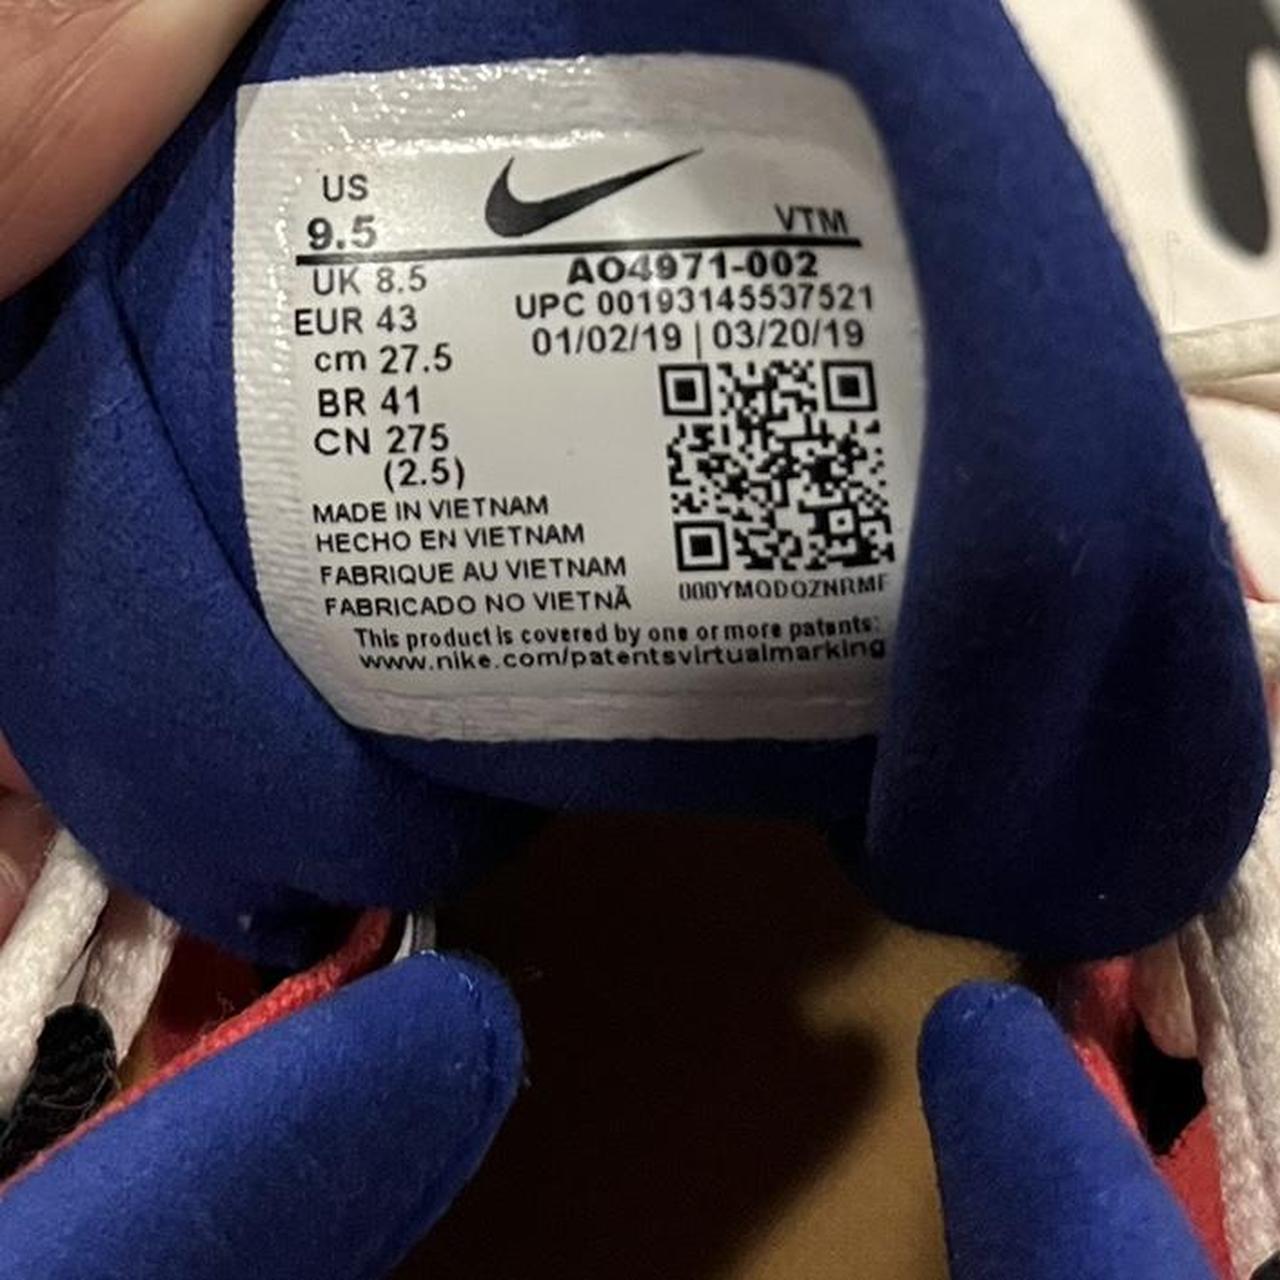 US
9.5
VTM
UK 8.5
EUR 43
cm 27.5
BR 41
CN 275
(2.5)
AO4971-002
UPC 00193145537521
01/02/19 | 03/20/19
MADE IN VIETNAM
HECHO EN VIETNAM
FABRIQUE AU VIETNAM
FABRICADO NO VIETNÃ
000YMODOZNRMF
This product is covered by one or more patents:
www.nike.com/patentsvirtualmarking